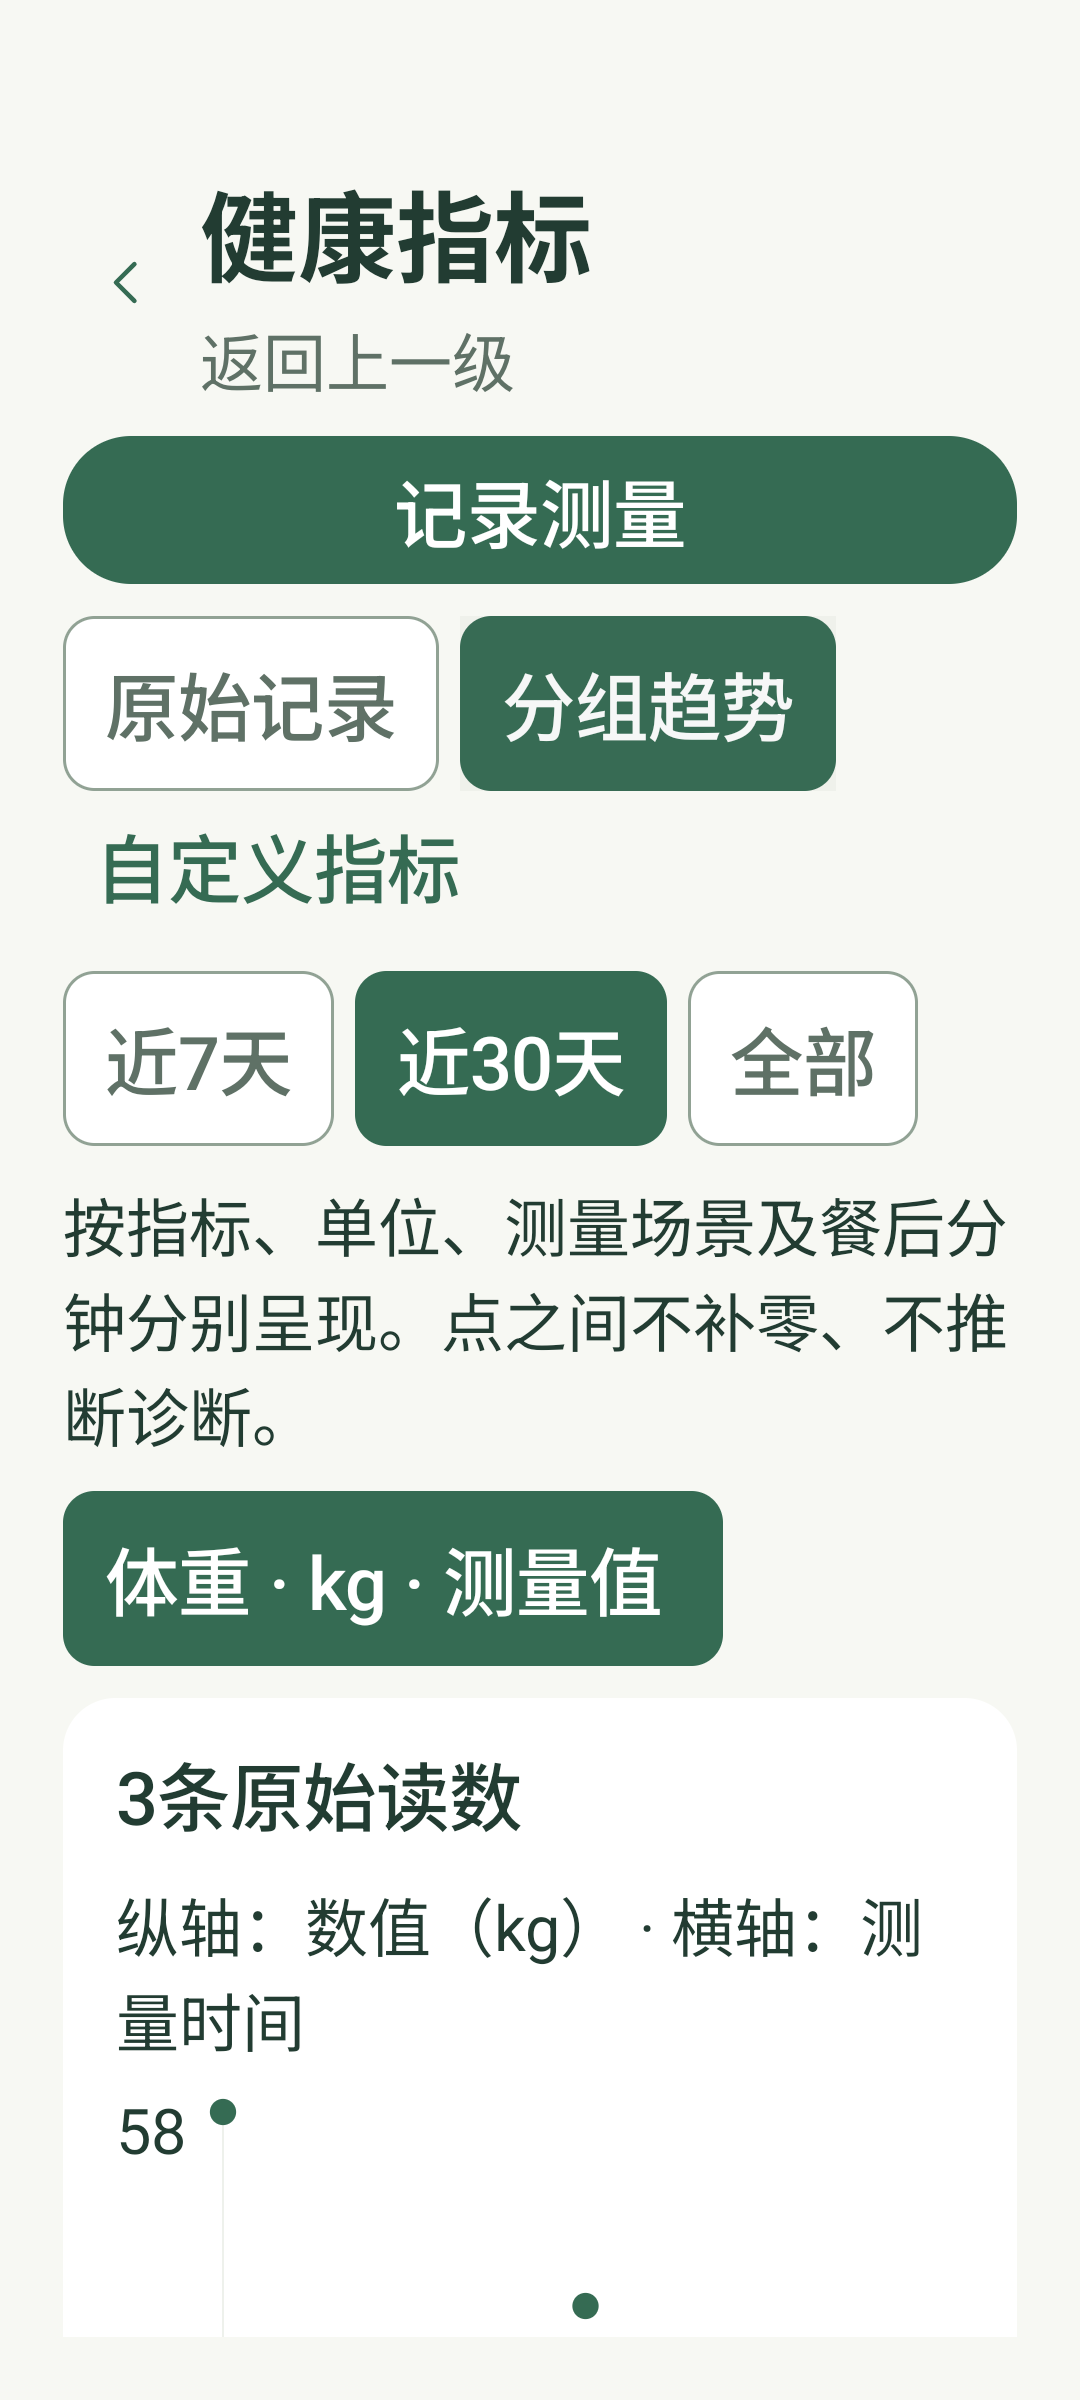 健康指标
返回上一级
记录测量
原始记录
分组趋势
自定义指标
近7天
近30天
全部
按指标、单位、测量场景及餐后分
钟分别呈现。点之间不补零、不推
断诊断。
体重 · kg · 测量值
3条原始读数
纵轴：数值（kg） · 横轴：测
量时间
58